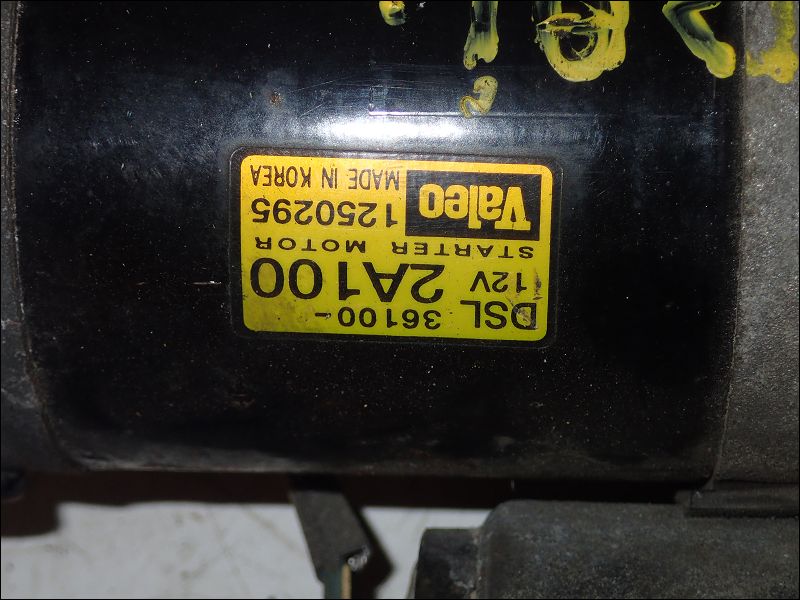 DSL 36100-
12V 2A100
STARTER MOTOR
Valeo 1250295
MADE IN KOREA